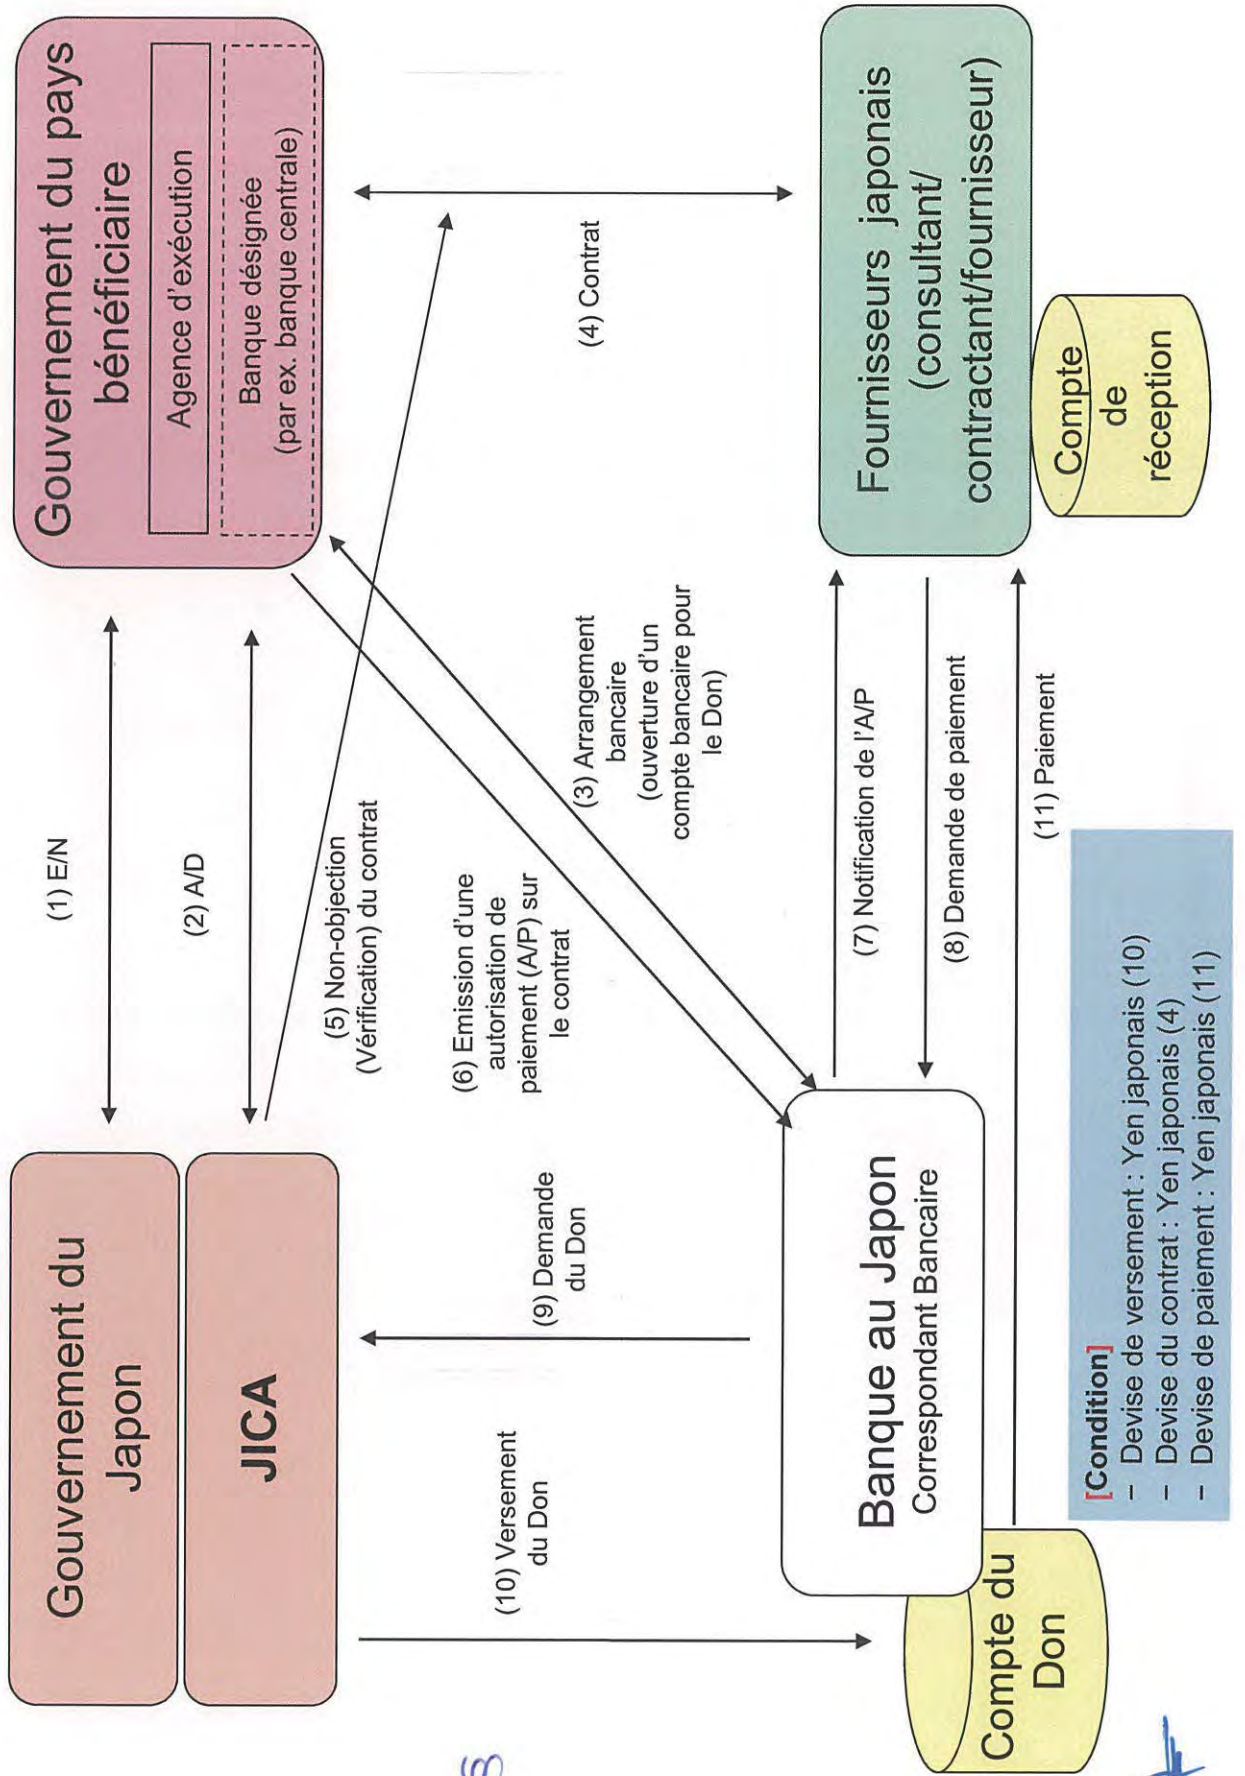 Gouvernement du
Japon
JICA
(1) E/N
(2) A/D
Gouvernement du pays
bénéficiaire
Agence d'exécution
Banque désignée
(par ex. banque centrale)
(5) Non-objection
(Vérification) du contrat
(6) Emission d'une
autorisation de
paiement (A/P) sur
le contrat
(3) Arrangement
bancaire
(ouverture d'un
compte bancaire pour
le Don)
(4) Contrat
(9) Demande
du Don
(10) Versement
du Don
Banque au Japon
Correspondant Bancaire
Compte du
Don
(7) Notification de l'A/P
(8) Demande de paiement
(11) Paiement
Fournisseurs japonais
(consultant/
contractant/fournisseur)
Compte
de
réception
[Condition]
– Devise de versement : Yen japonais (10)
– Devise du contrat : Yen japonais (4)
– Devise de paiement : Yen japonais (11)